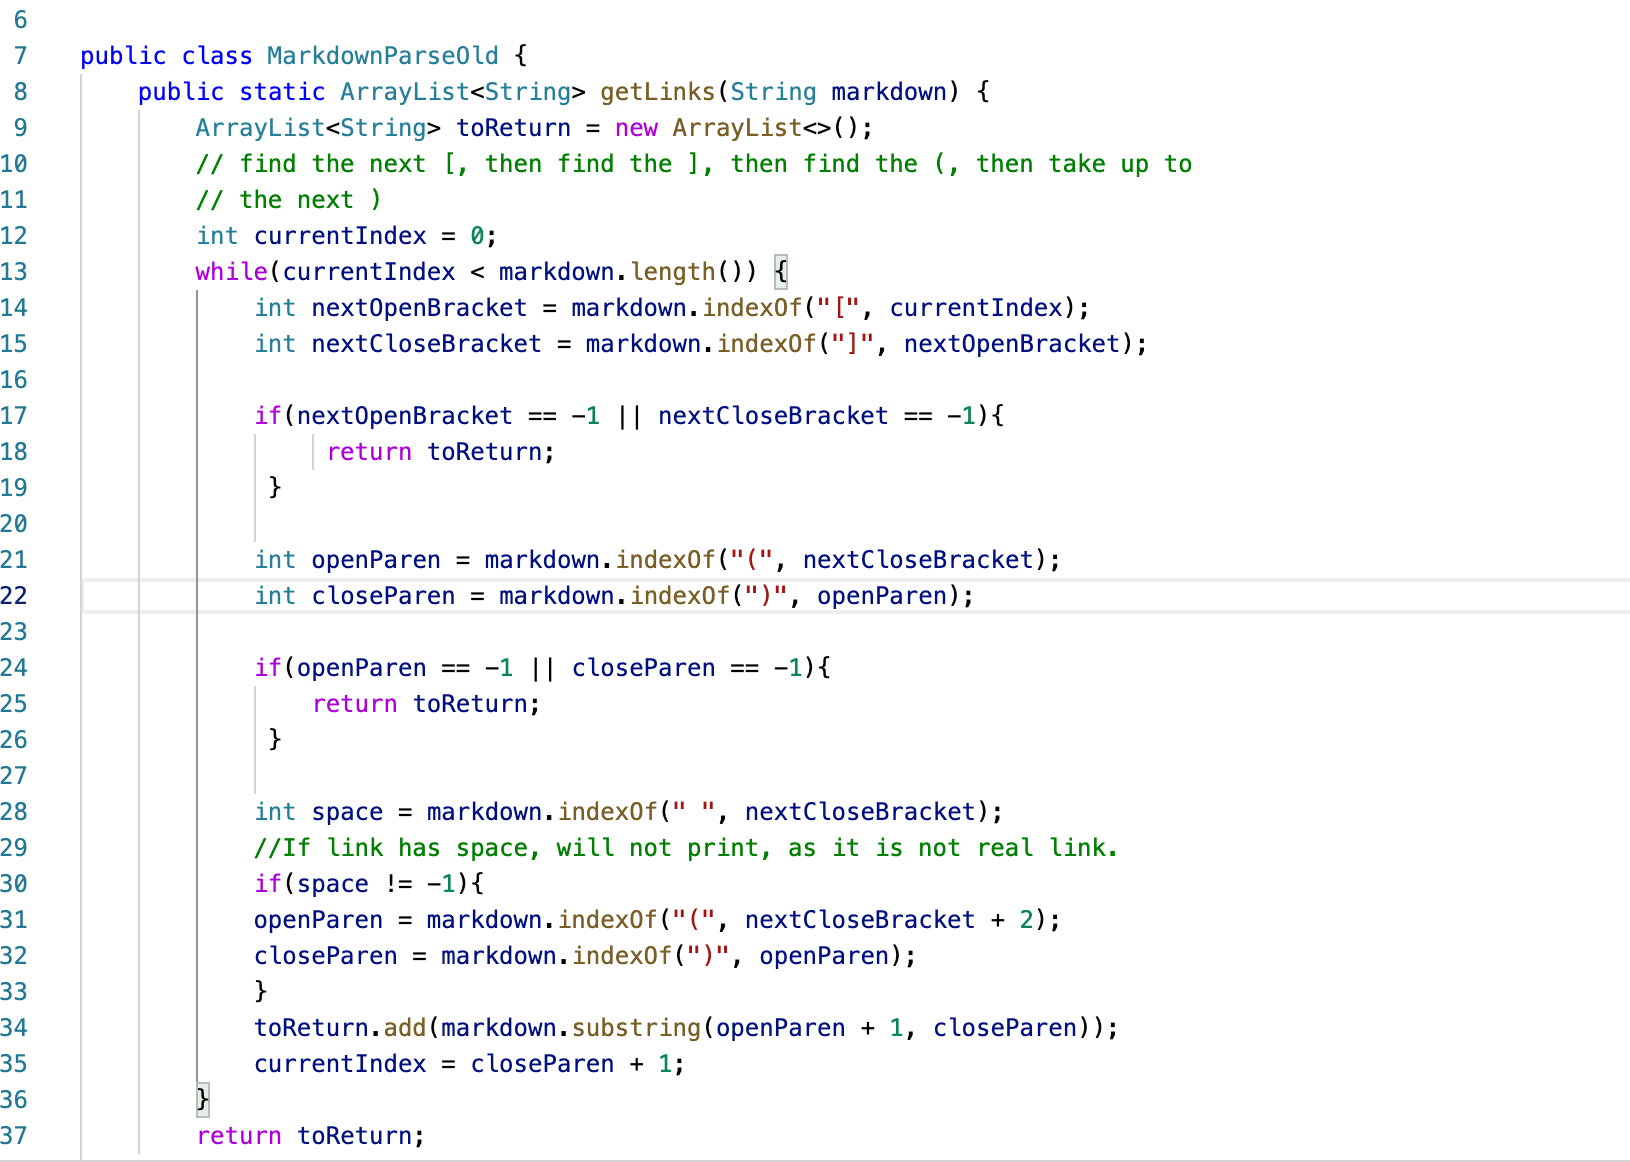 6
7 public class MarkdownParseOld {
8 public static ArrayList<String> getLinks(String markdown) {
9 ArrayList<String> toReturn = new ArrayList<>();
10 // find the next [, then find the ], then find the (, then take up to
11 // the next )
12 int currentIndex = 0;
13 while(currentIndex < markdown.length()) {
14 int nextOpenBracket = markdown.indexOf("[", currentIndex);
15 int nextCloseBracket = markdown.indexOf("]", nextOpenBracket);
16
17 if(nextOpenBracket == -1 || nextCloseBracket == -1){
18 return toReturn;
19 }
20
21 int openParen = markdown.indexOf("(", nextCloseBracket);
22 int closeParen = markdown.indexOf(")", openParen);
23
24 if(openParen == -1 || closeParen == -1){
25 return toReturn;
26 }
27
28 int space = markdown.indexOf(" ", nextCloseBracket);
29 //If link has space, will not print, as it is not real link.
30 if(space != -1){
31 openParen = markdown.indexOf("(", nextCloseBracket + 2);
32 closeParen = markdown.indexOf(")", openParen);
33 }
34 toReturn.add(markdown.substring(openParen + 1, closeParen));
35 currentIndex = closeParen + 1;
36 }
37 return toReturn;